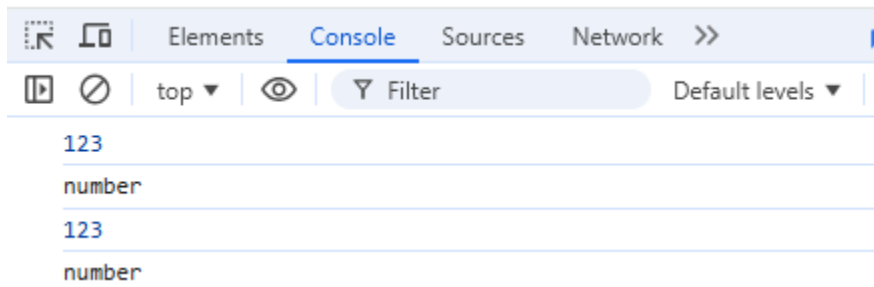 Elements Console Sources Network
top Filter Default levels
123
number
123
number